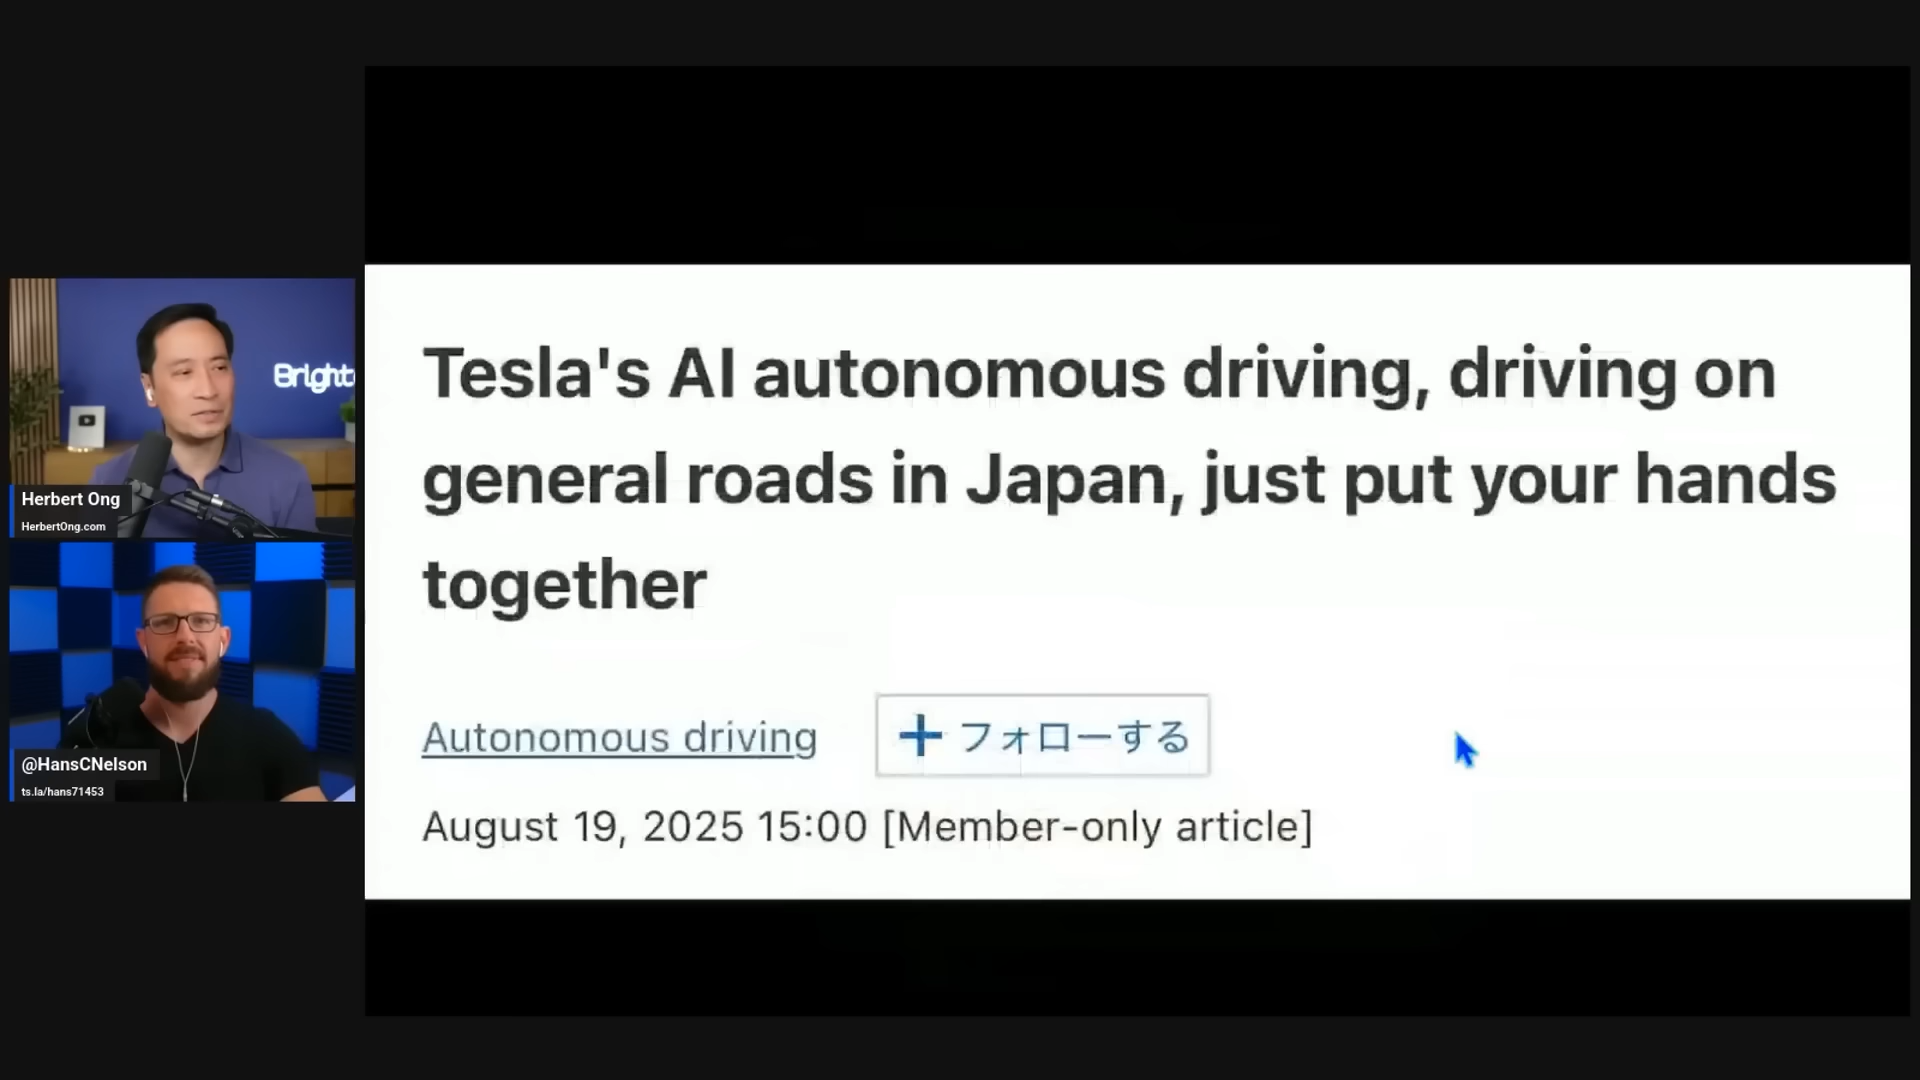 Bright
Herbert Ong
HerbertOng.com
@HansCNelson
ts.la/hans71453
Tesla's AI autonomous driving, driving on
general roads in Japan, just put your hands
together
Autonomous driving
+ フォローする
August 19, 2025 15:00 [Member-only article]